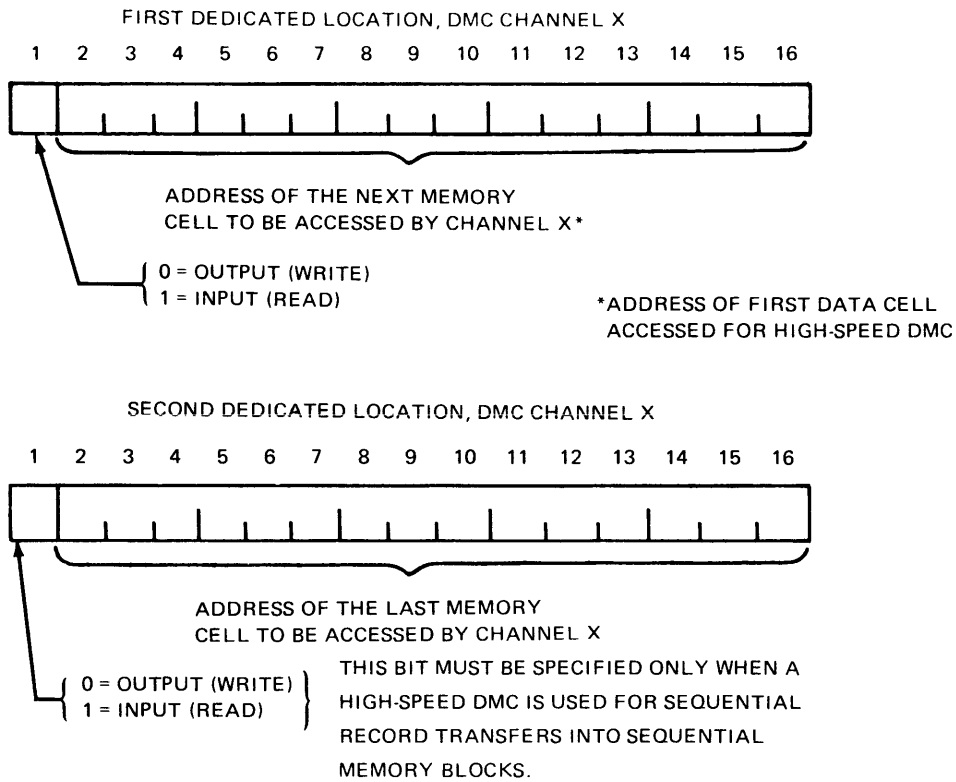 FIRST DEDICATED LOCATION, DMC CHANNEL X
1 2 3 4 5 6 7 8 9 10 11 12 13 14 15 16
ADDRESS OF THE NEXT MEMORY
CELL TO BE ACCESSED BY CHANNEL X*
0 = OUTPUT (WRITE)
1 = INPUT (READ)
*ADDRESS OF FIRST DATA CELL
ACCESSED FOR HIGH-SPEED DMC
SECOND DEDICATED LOCATION, DMC CHANNEL X
1 2 3 4 5 6 7 8 9 10 11 12 13 14 15 16
ADDRESS OF THE LAST MEMORY
CELL TO BE ACCESSED BY CHANNEL X
0 = OUTPUT (WRITE)
1 = INPUT (READ)
THIS BIT MUST BE SPECIFIED ONLY WHEN A
HIGH-SPEED DMC IS USED FOR SEQUENTIAL
RECORD TRANSFERS INTO SEQUENTIAL
MEMORY BLOCKS.